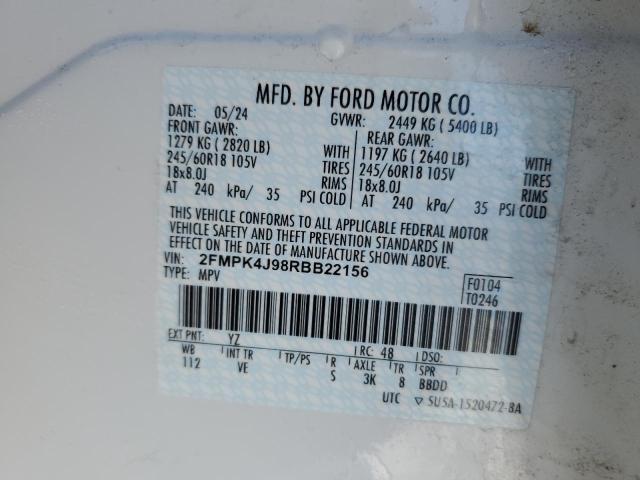 MFD. BY FORD MOTOR CO.
DATE: 05/24 GVWR: 2449 KG ( 5400 LB)
FRONT GAWR: REAR GAWR:
1279 KG ( 2820 LB) WITH 1197 KG ( 2640 LB) WITH
245/60R18 105V TIRES 245/60R18 105V TIRES
18x8.0J RIMS 18x8.0J RIMS
AT 240 kPa/ 35 PSI COLD AT 240 kPa/ 35 PSI COLD
THIS VEHICLE CONFORMS TO ALL APPLICABLE FEDERAL MOTOR
VEHICLE SAFETY AND THEFT PREVENTION STANDARDS IN
EFFECT ON THE DATE OF MANUFACTURE SHOWN ABOVE.
VIN: 2FMPK4J98RBB22156
TYPE: MPV
F0104
T0246
EXT PNT: YZ RC: 48 DSO:
WB INT TR TP/PS R AXLE TR SPR
112 VE S 3K 8 BBDD
UTC ▽ 5U5A-1520472-BA